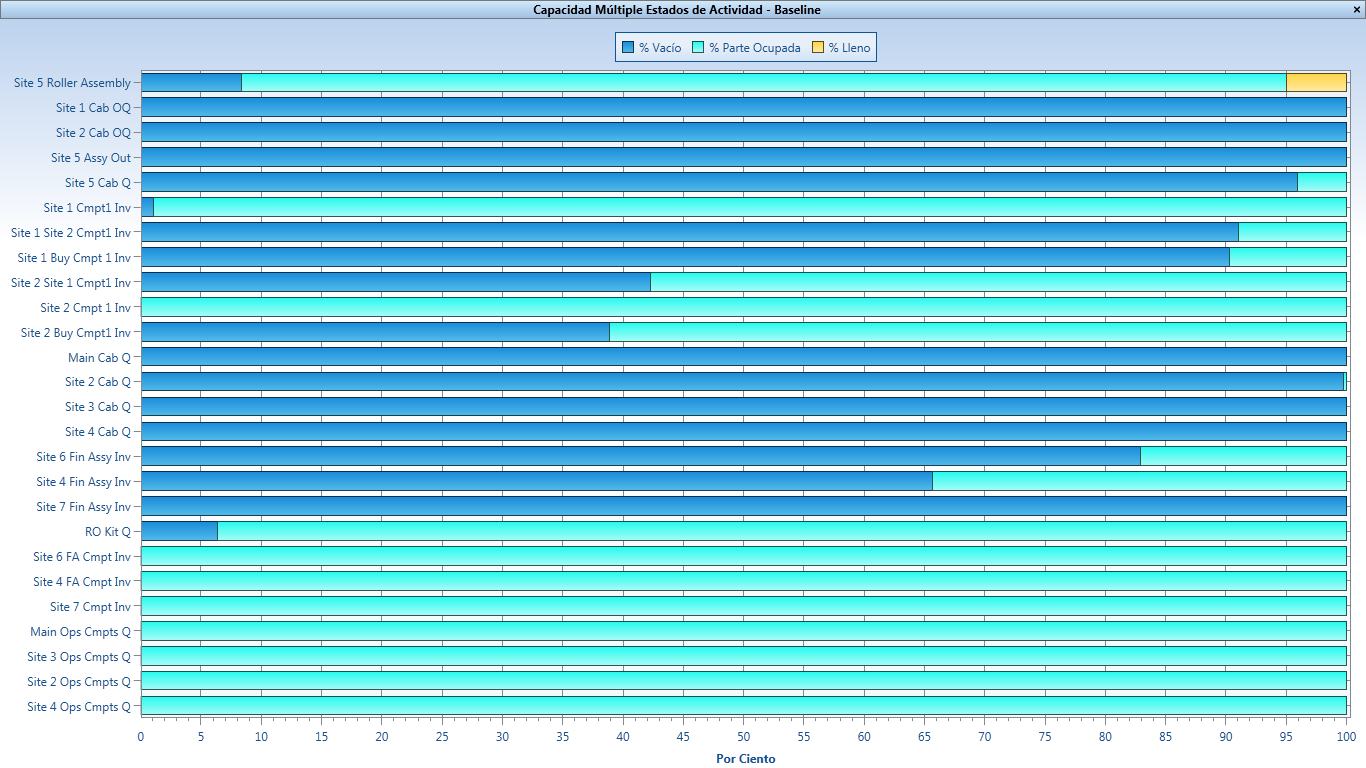 Capacidad Múltiple Estados de Actividad - Baseline
% Vacío % Parte Ocupada % Lleno
Site 5 Roller Assembly
Site 1 Cab OQ
Site 2 Cab OQ
Site 5 Assy Out
Site 5 Cab Q
Site 1 Cmpt1 Inv
Site 1 Site 2 Cmpt1 Inv
Site 1 Buy Cmpt 1 Inv
Site 2 Site 1 Cmpt1 Inv
Site 2 Cmpt 1 Inv
Site 2 Buy Cmpt1 Inv
Main Cab Q
Site 2 Cab Q
Site 3 Cab Q
Site 4 Cab Q
Site 6 Fin Assy Inv
Site 4 Fin Assy Inv
Site 7 Fin Assy Inv
RO Kit Q
Site 6 FA Cmpt Inv
Site 4 FA Cmpt Inv
Site 7 Cmpt Inv
Main Ops Cmpts Q
Site 3 Ops Cmpts Q
Site 2 Ops Cmpts Q
Site 4 Ops Cmpts Q
0 5 10 15 20 25 30 35 40 45 50 55 60 65 70 75 80 85 90 95 100
Por Ciento